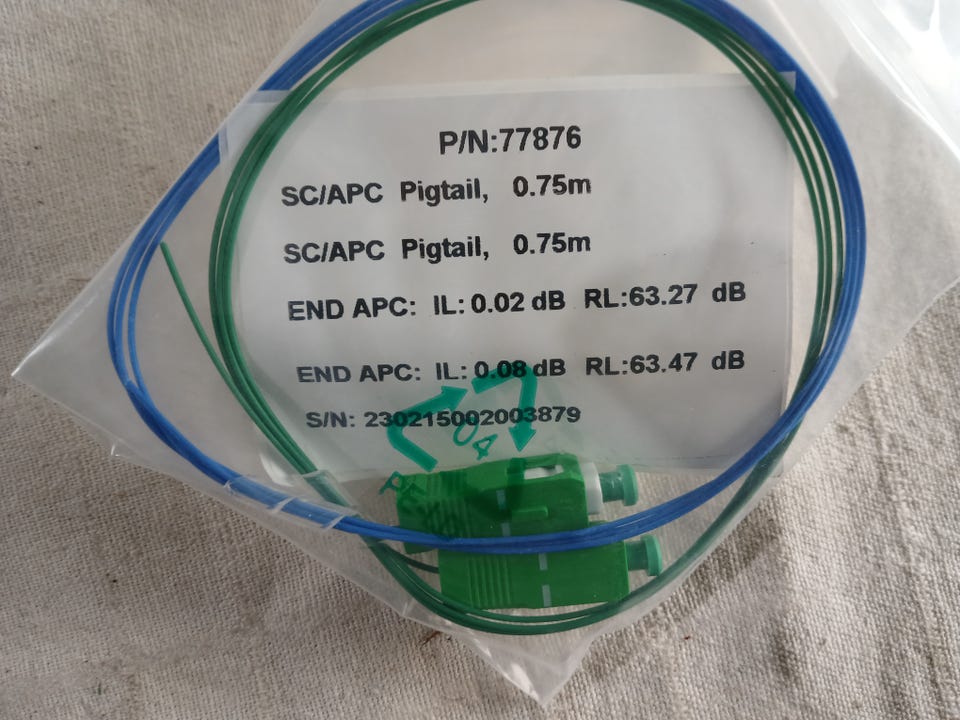 P/N:77876
SC/APC Pigtail, 0.75m
SC/APC Pigtail, 0.75m
END APC: IL: 0.02 dB RL:63.27 dB
END APC: IL: 0.08 dB RL:63.47 dB
S/N: 230215002003879
04